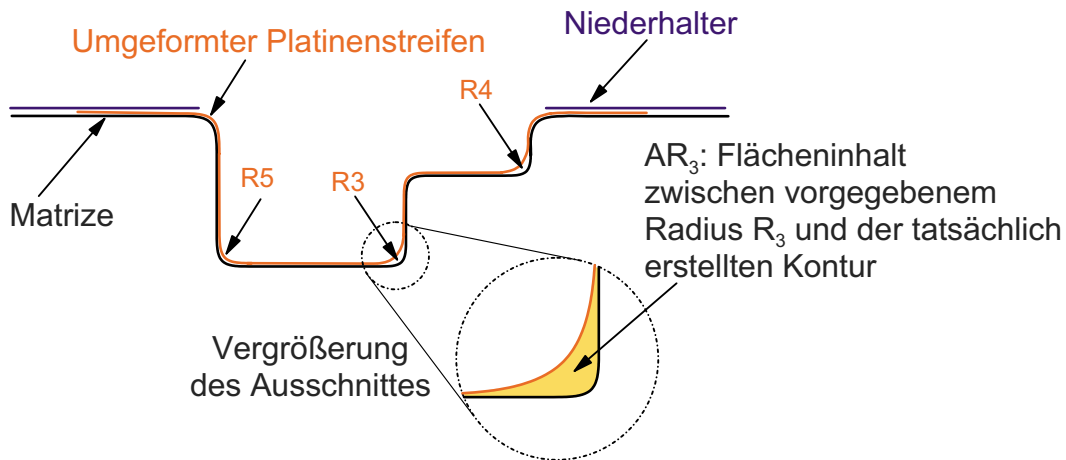 Umgeformter Platinenstreifen
Niederhalter
R4
R5
R3
Matrize
AR₃: Flächeninhalt
zwischen vorgegebenem
Radius R₃ und der tatsächlich
erstellten Kontur
Vergrößerung
des Ausschnittes